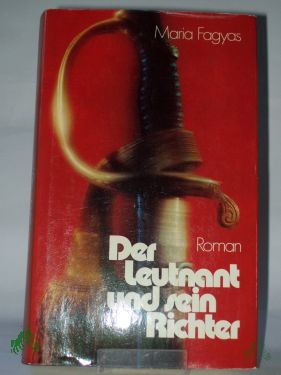 Maria Fagyas
Roman
Der
Leutnant
und sein
Richter